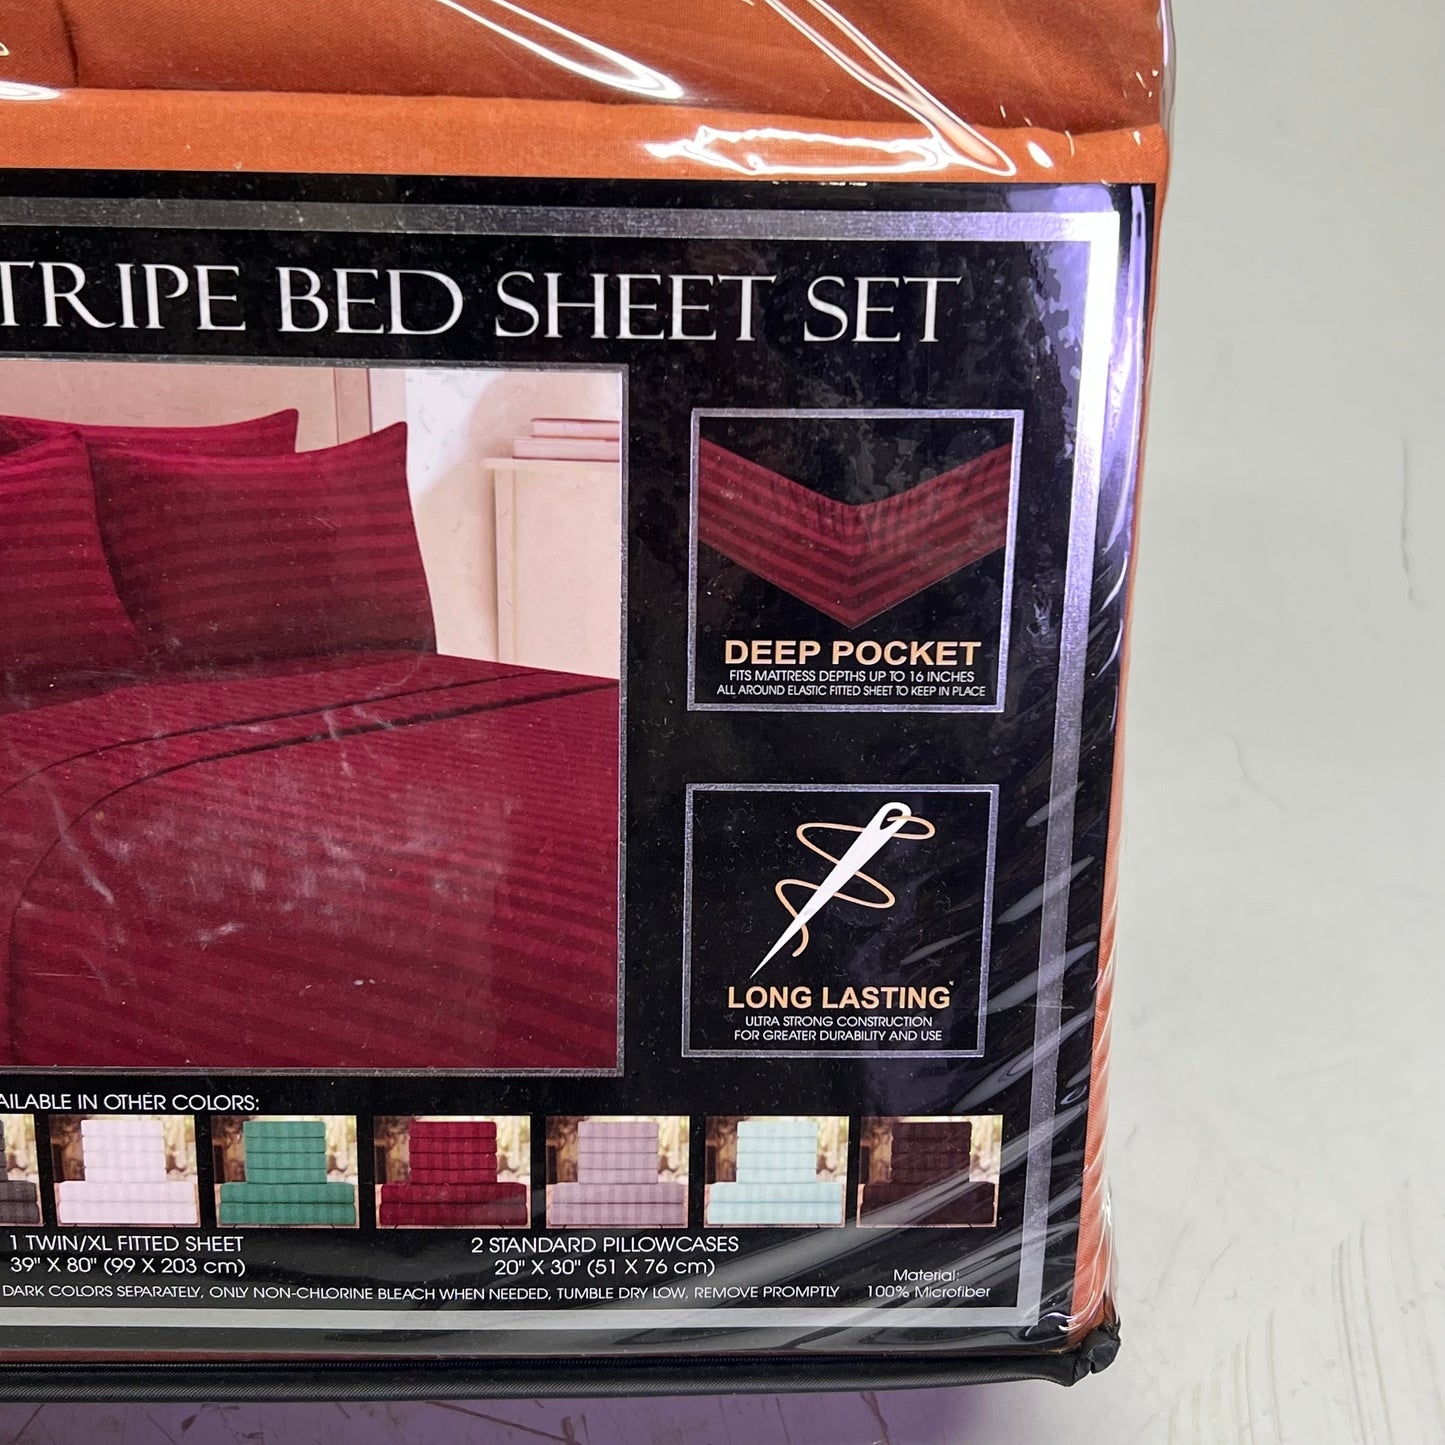 TRIPE BED SHEET SET
DEEP POCKET
FITS MATTRESS DEPTHS UP TO 16 INCHES
ALL AROUND ELASTIC FITTED SHEET TO KEEP IN PLACE
LONG LASTING
ULTRA STRONG CONSTRUCTION
FOR GREATER DURABILITY AND USE
AILABLE IN OTHER COLORS:
1 TWIN/XL FITTED SHEET
39" X 80" (99 X 203 cm)
2 STANDARD PILLOWCASES
20" X 30" (51 X 76 cm)
DARK COLORS SEPARATELY, ONLY NON-CHLORINE BLEACH WHEN NEEDED, TUMBLE DRY LOW, REMOVE PROMPTLY
Material:
100% Microfiber